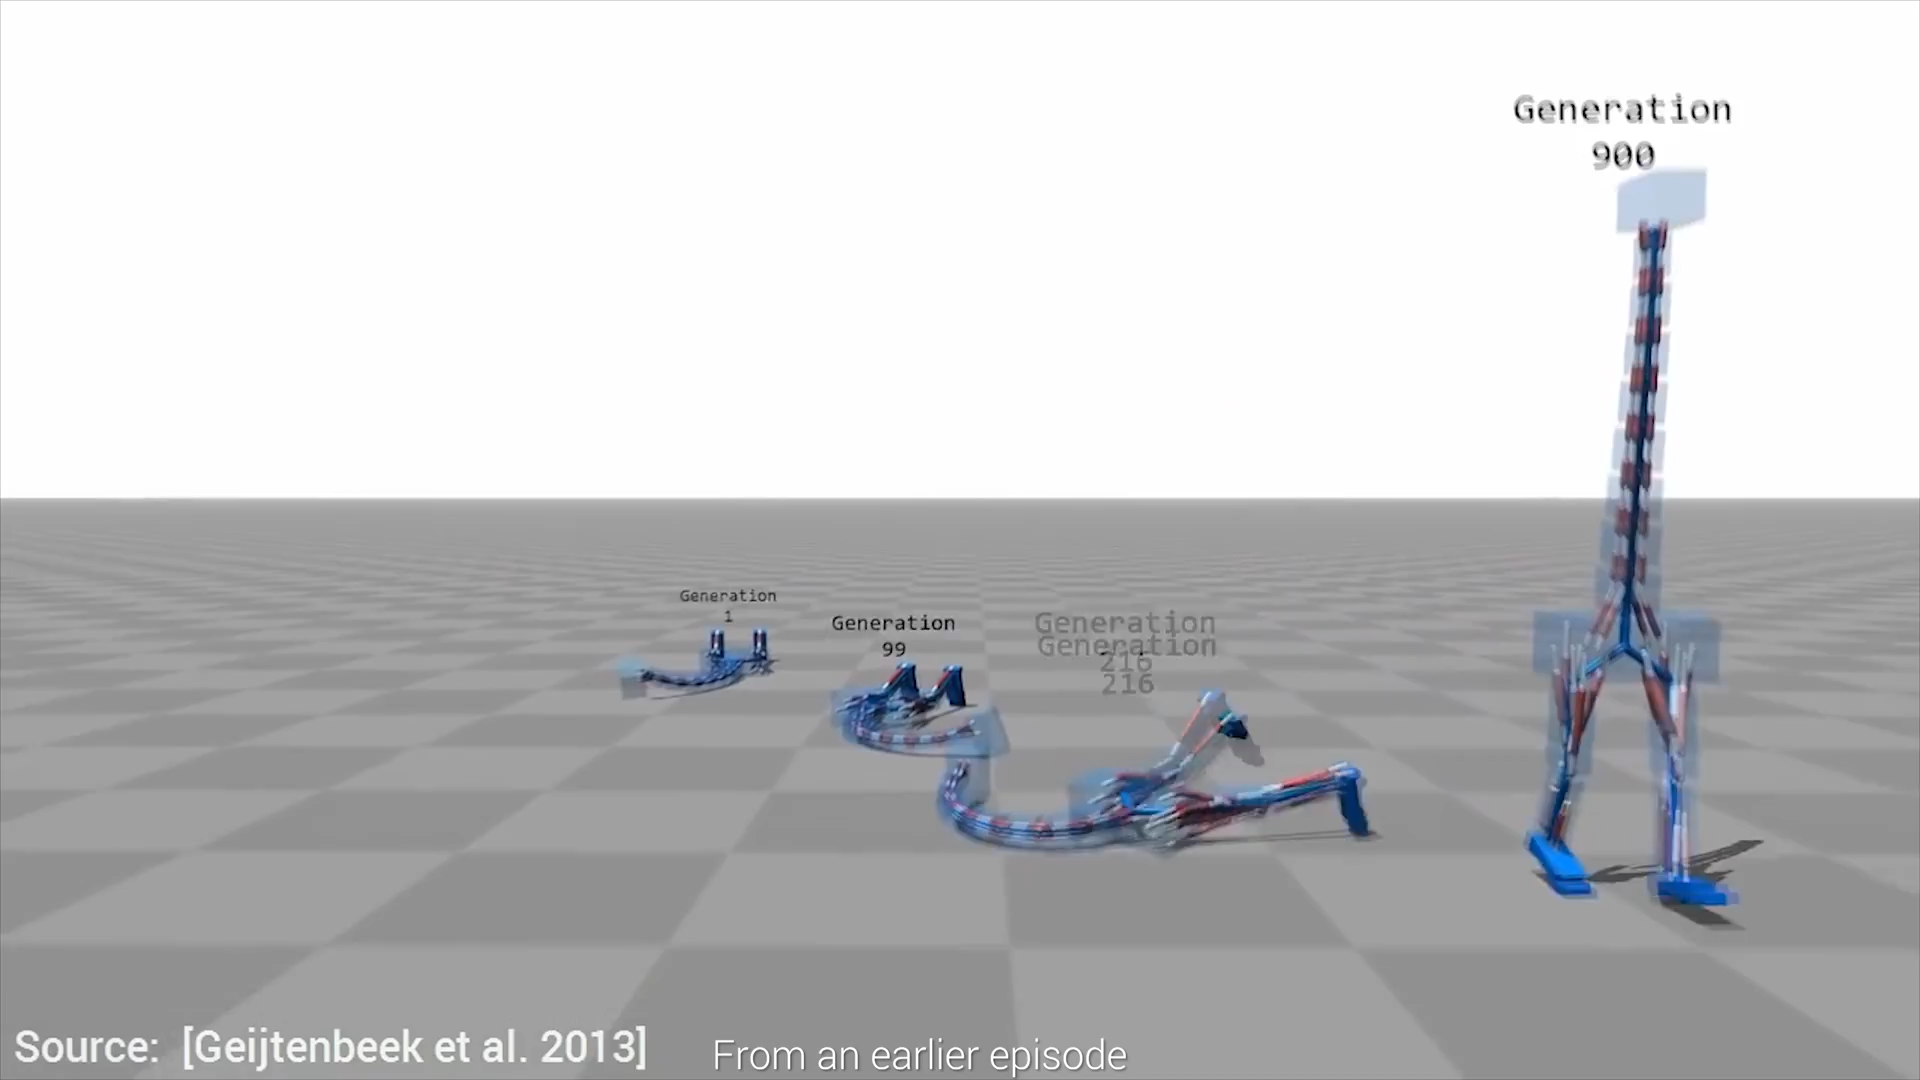 Generation
900
Generation
1
Generation
99
Generation
Generation
216
216
Source: [Geijtenbeek et al. 2013]
From an earlier episode